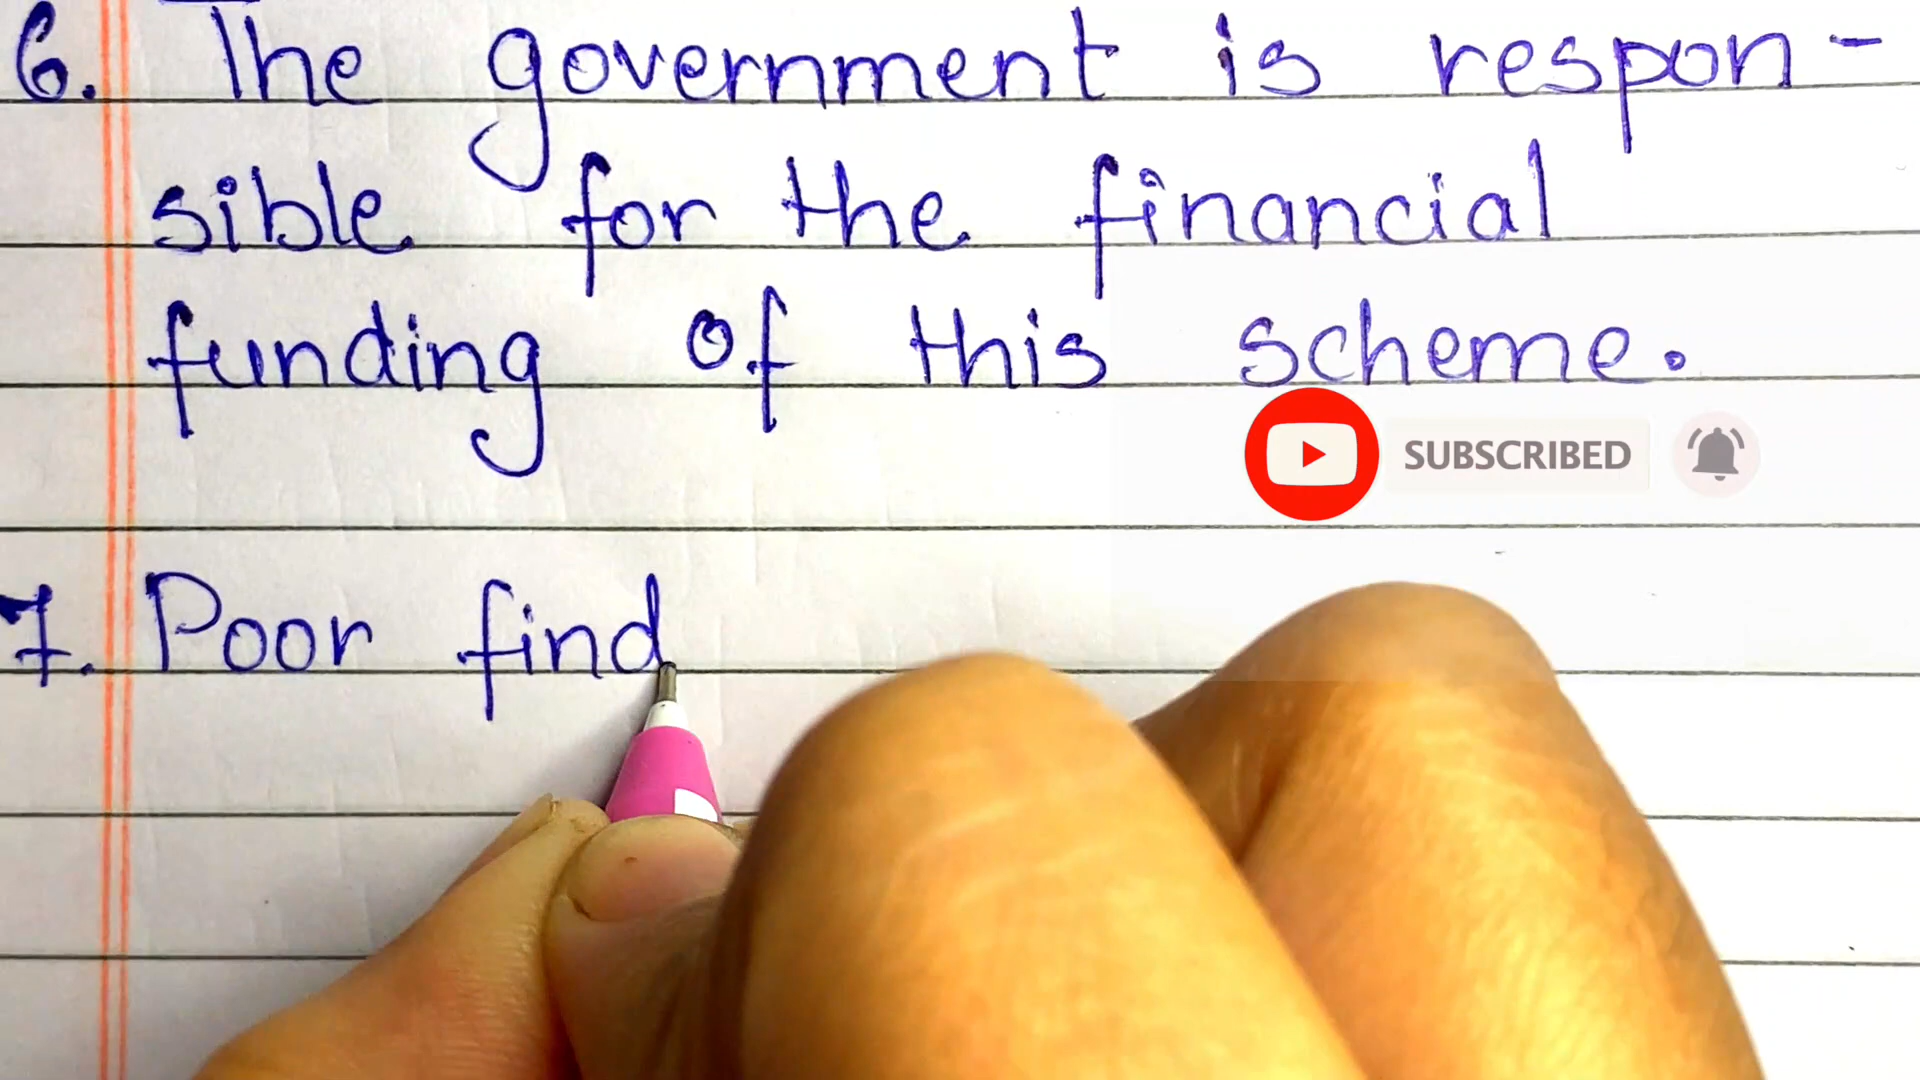 6. The government is respon-
sible for the financial
funding of this scheme.
SUBSCRIBED
7. Poor find